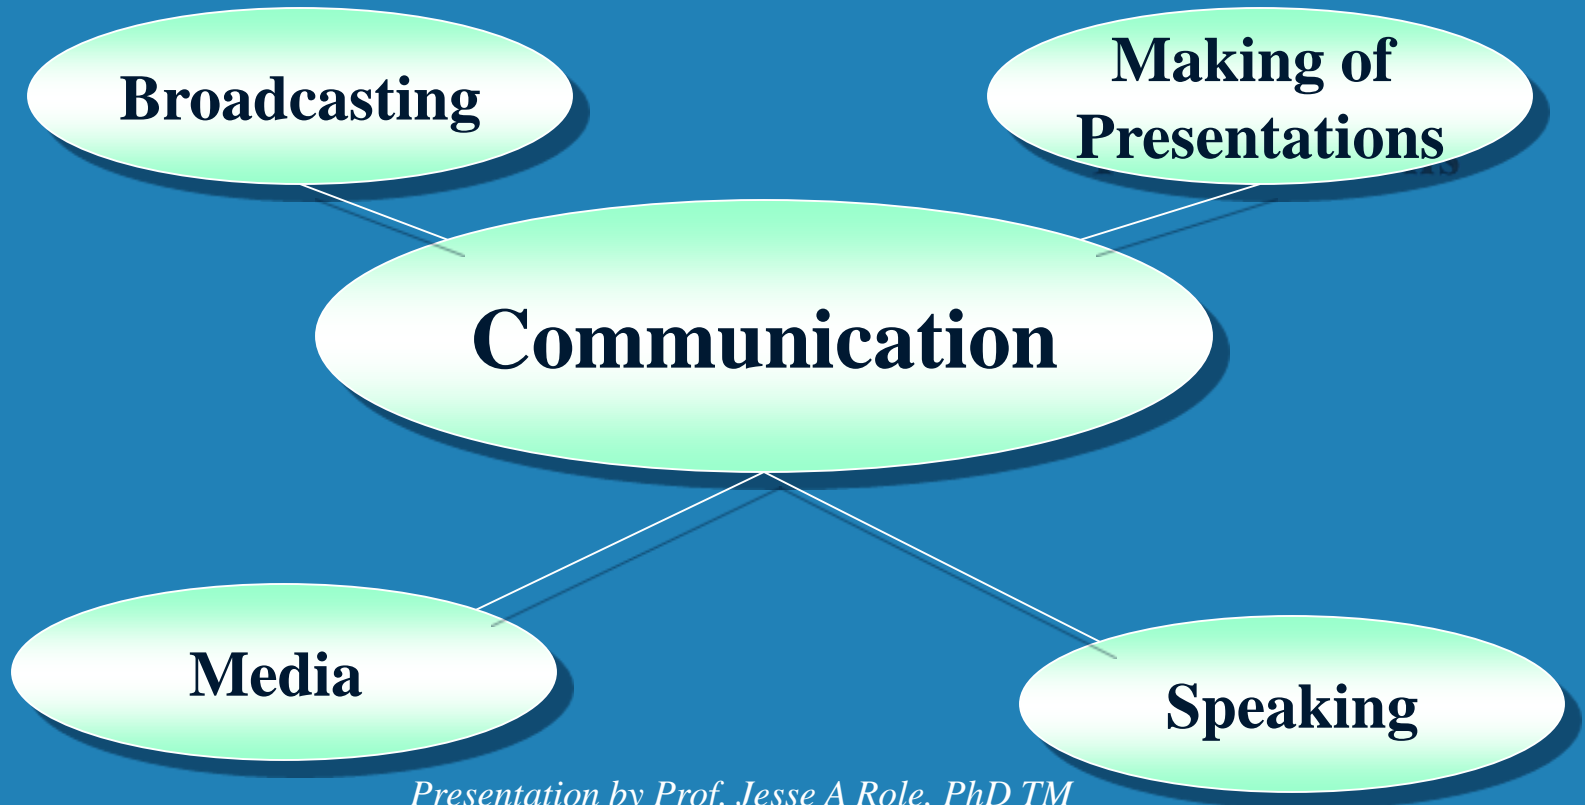 Broadcasting
Making of
Presentations
Communication
Media
Speaking
Presentation by Prof. Jesse A Role. PhD TM